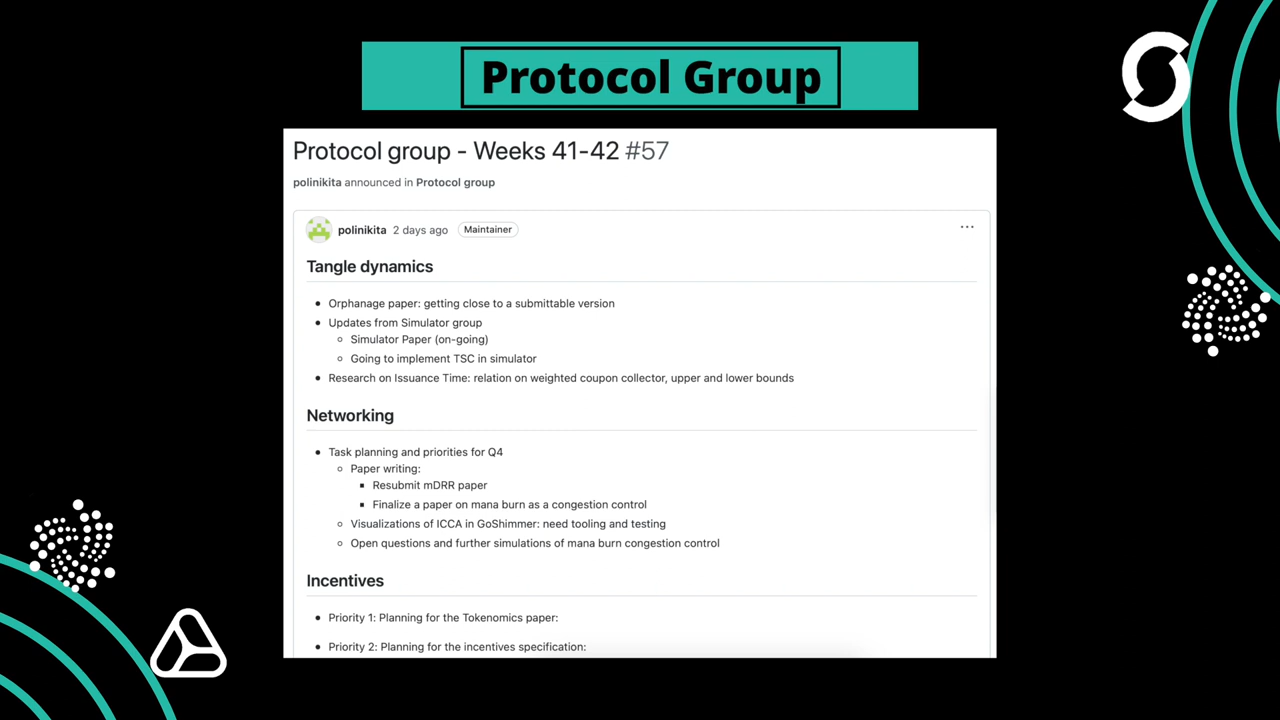 Protocol Group
Protocol group - Weeks 41-42 #57
polinikita announced in Protocol group
polinikita 2 days ago Maintainer
Tangle dynamics
Orphanage paper: getting close to a submittable version
Updates from Simulator group
Simulator Paper (on-going)
Going to implement TSC in simulator
Research on Issuance Time: relation on weighted coupon collector, upper and lower bounds
Networking
Task planning and priorities for Q4
Paper writing:
Resubmit mDRR paper
Finalize a paper on mana burn as a congestion control
Visualizations of ICCA in GoShimmer: need tooling and testing
Open questions and further simulations of mana burn congestion control
Incentives
Priority 1: Planning for the Tokenomics paper:
Priority 2: Planning for the incentives specification: